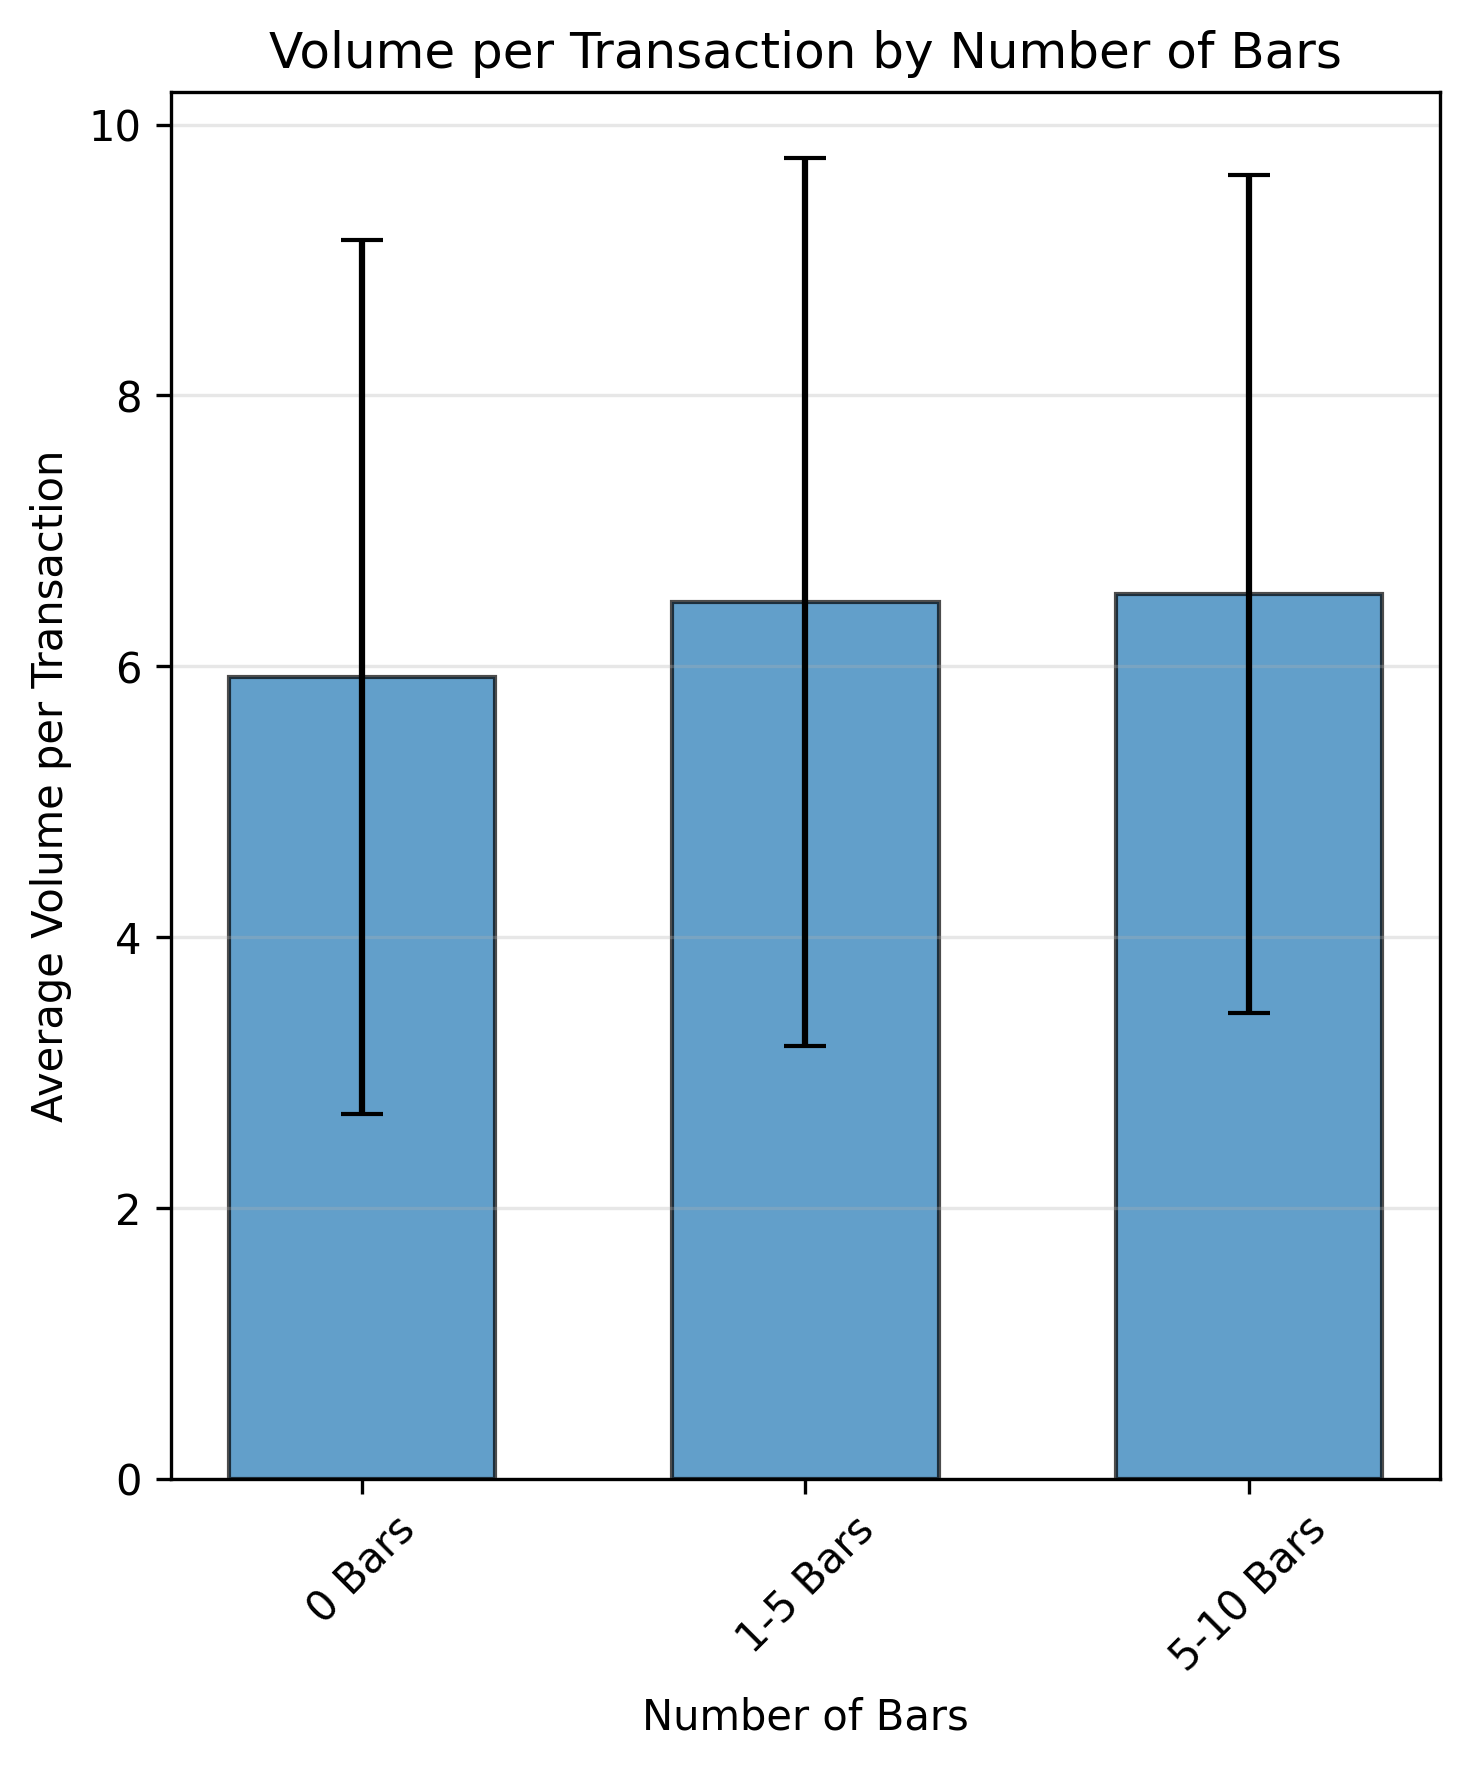 Volume per Transaction by Number of Bars
Average Volume per Transaction
10
8
6
4
2
0
0 Bars
1-5 Bars
5-10 Bars
Number of Bars